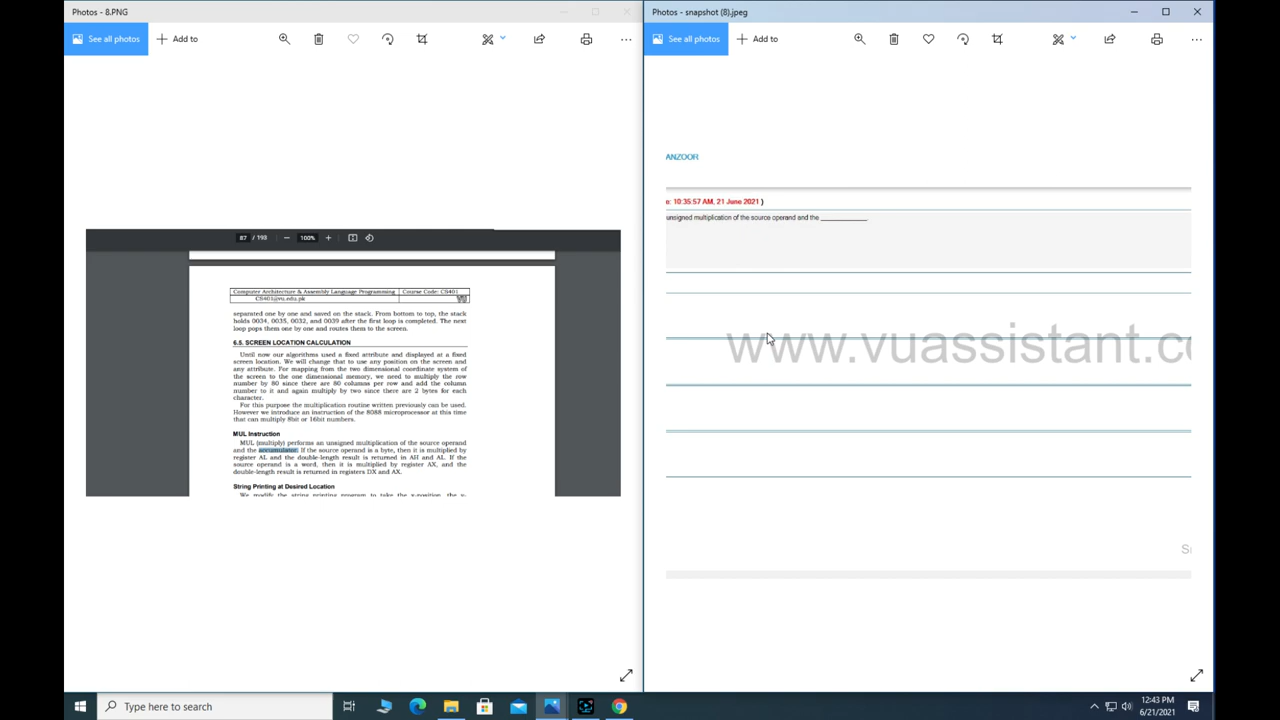 Photos - 8.PNG
See all photos
Add to
87 / 193
100%
Computer Architecture & Assembly Language Programming
Course Code: CS401
CS401@vu.edu.pk
VU
separated one by one and saved on the stack. From bottom to top, the stack
holds 0034, 0035, 0032, and 0039 after the first loop is completed. The next
loop pops them one by one and routes them to the screen.
6.5. SCREEN LOCATION CALCULATION
Until now our algorithms used a fixed attribute and displayed at a fixed
screen location. We will change that to use any position on the screen and
any attribute. For mapping from the two dimensional coordinate system of
the screen to the one dimensional memory, we need to multiply the row
number by 80 since there are 80 columns per row and add the column
number to it and again multiply by two since there are 2 bytes for each
character.
For this purpose the multiplication routine written previously can be used.
However we introduce an instruction of the 8088 microprocessor at this time
that can multiply 8bit or 16bit numbers.
MUL Instruction
MUL (multiply) performs an unsigned multiplication of the source operand
and the accumulator. If the source operand is a byte, then it is multiplied by
register AL and the double-length result is returned in AH and AL. If the
source operand is a word, then it is multiplied by register AX, and the
double-length result is returned in registers DX and AX.
String Printing at Desired Location
We modify the string printing program to take the x-position, the y-
Photos - snapshot (8).jpeg
See all photos
Add to
ANZOOR
e: 10:35:57 AM, 21 June 2021 )
unsigned multiplication of the source operand and the ____________.
www.vuassistant.c
Type here to search
12:43 PM
6/21/2021